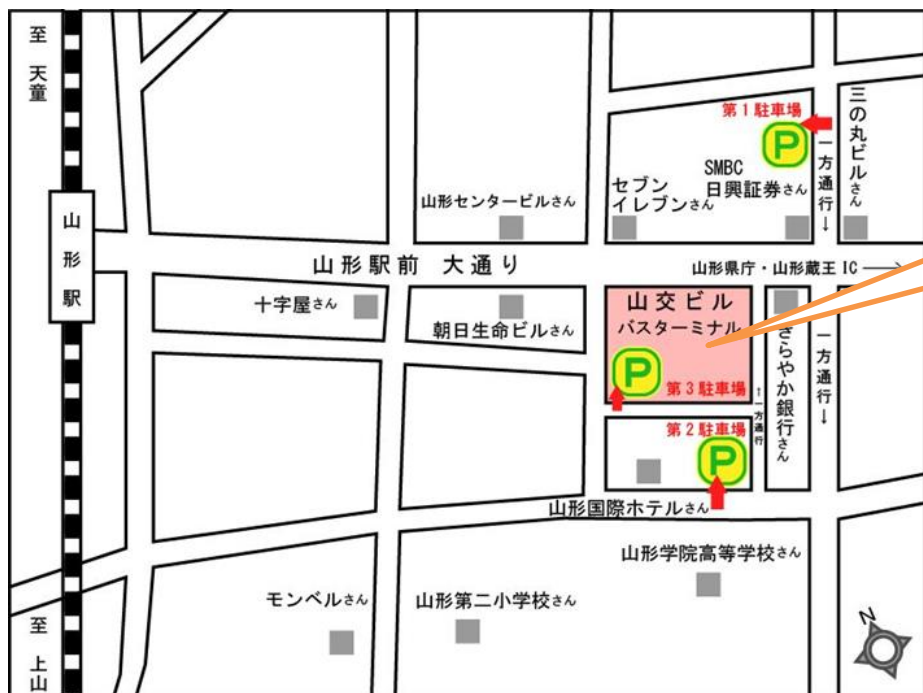 至 天童
山形駅
至 上山
第1駐車場
P
一方通行→
三の丸ビルさん
SMBC
日興証券さん
セブン
イレブンさん
山形センタービルさん
山形駅前 大通り
山形県庁・山形蔵王IC→
十字屋さん
朝日生命ビルさん
山交ビル
バスターミナル
P
第3駐車場
きらやか銀行さん
一方通行→
←一方通行
第2駐車場
P
山形国際ホテルさん
山形学院高等学校さん
モンベルさん
山形第二小学校さん
N